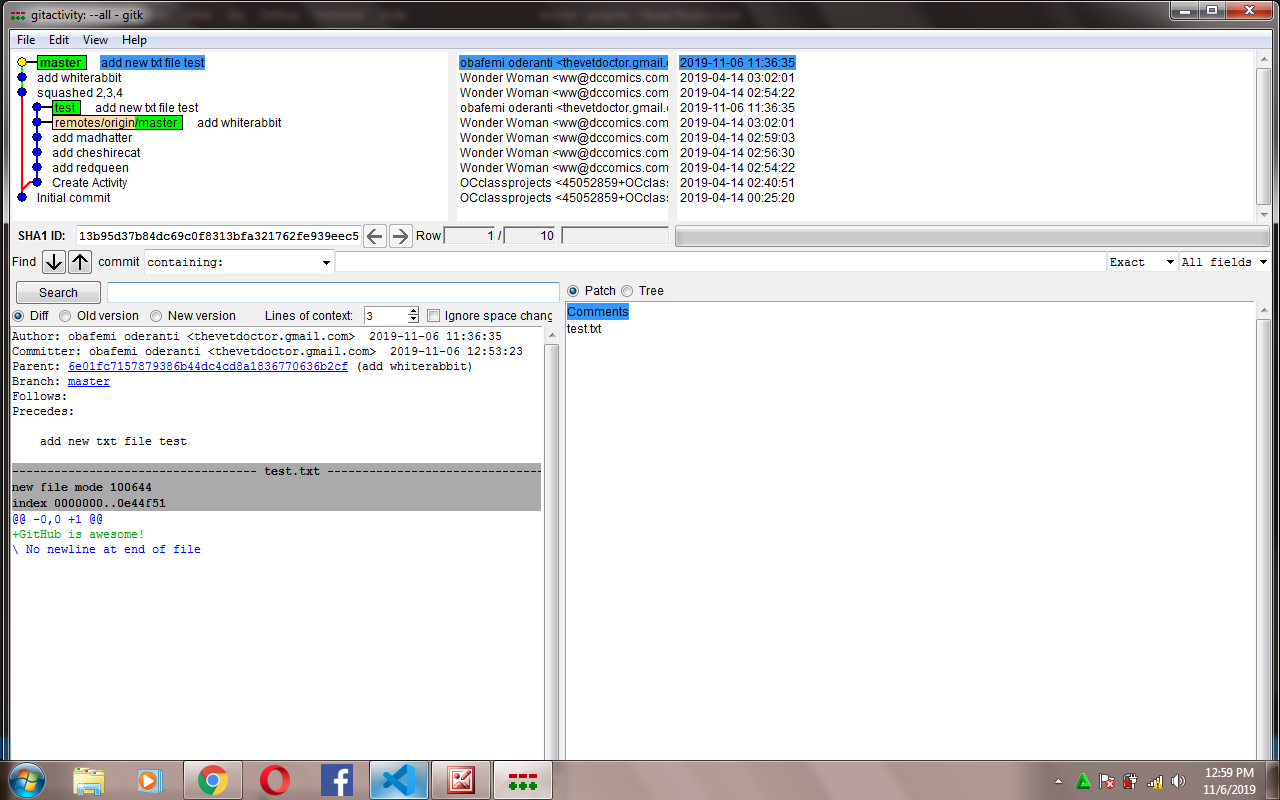 gitactivity: --all - gitk
File Edit View Help
master add new txt file test obafemi oderanti <thevetdoctor.gmail.c 2019-11-06 11:36:35
add whiterabbit Wonder Woman <ww@dccomics.com 2019-04-14 03:02:01
squashed 2,3,4 Wonder Woman <ww@dccomics.com 2019-04-14 02:54:22
test add new txt file test obafemi oderanti <thevetdoctor.gmail.c 2019-11-06 11:36:35
remotes/origin/master add whiterabbit Wonder Woman <ww@dccomics.com 2019-04-14 03:02:01
add madhatter Wonder Woman <ww@dccomics.com 2019-04-14 02:59:03
add cheshirecat Wonder Woman <ww@dccomics.com 2019-04-14 02:56:30
add redqueen Wonder Woman <ww@dccomics.com 2019-04-14 02:54:22
Create Activity OCclassprojects <45052859+OCclass 2019-04-14 02:40:51
Initial commit OCclassprojects <45052859+OCclass 2019-04-14 00:25:20
SHA1 ID: 13b95d37b84dc69c0f8313bfa321762fe939eec5 Row 1 / 10
Find commit containing: Exact All fields
Search
Patch Tree
Diff Old version New version Lines of context: 3 Ignore space chang
Comments
test.txt
Author: obafemi oderanti <thevetdoctor.gmail.com> 2019-11-06 11:36:35
Committer: obafemi oderanti <thevetdoctor.gmail.com> 2019-11-06 12:53:23
Parent: 6e01fc7157879386b44dc4cd8a1836770636b2cf (add whiterabbit)
Branch: master
Follows:
Precedes:
add new txt file test
----------------------------------- test.txt -------------------------------
new file mode 100644
index 0000000..0e44f51
@@ -0,0 +1 @@
+GitHub is awesome!
\ No newline at end of file
12:59 PM
11/6/2019